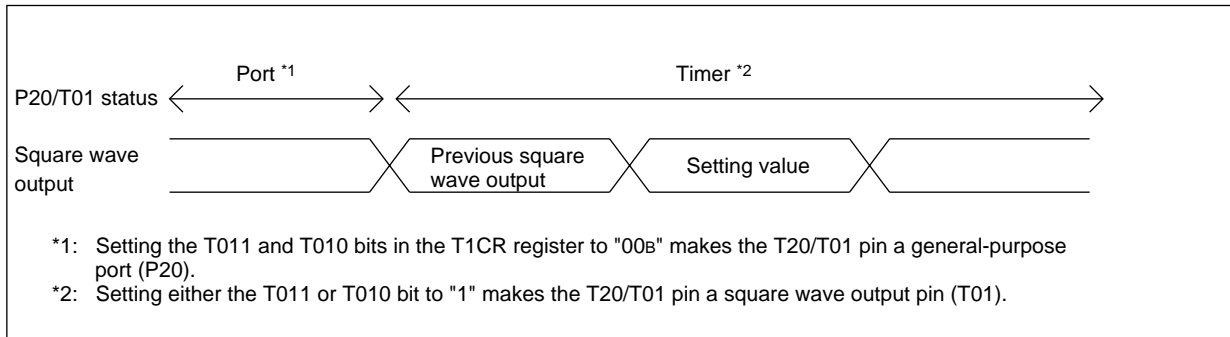 Port *1
Timer *2
P20/T01 status
Square wave
output
Previous square
wave output
Setting value
*1: Setting the T011 and T010 bits in the T1CR register to "00B" makes the T20/T01 pin a general-purpose
port (P20).
*2: Setting either the T011 or T010 bit to "1" makes the T20/T01 pin a square wave output pin (T01).